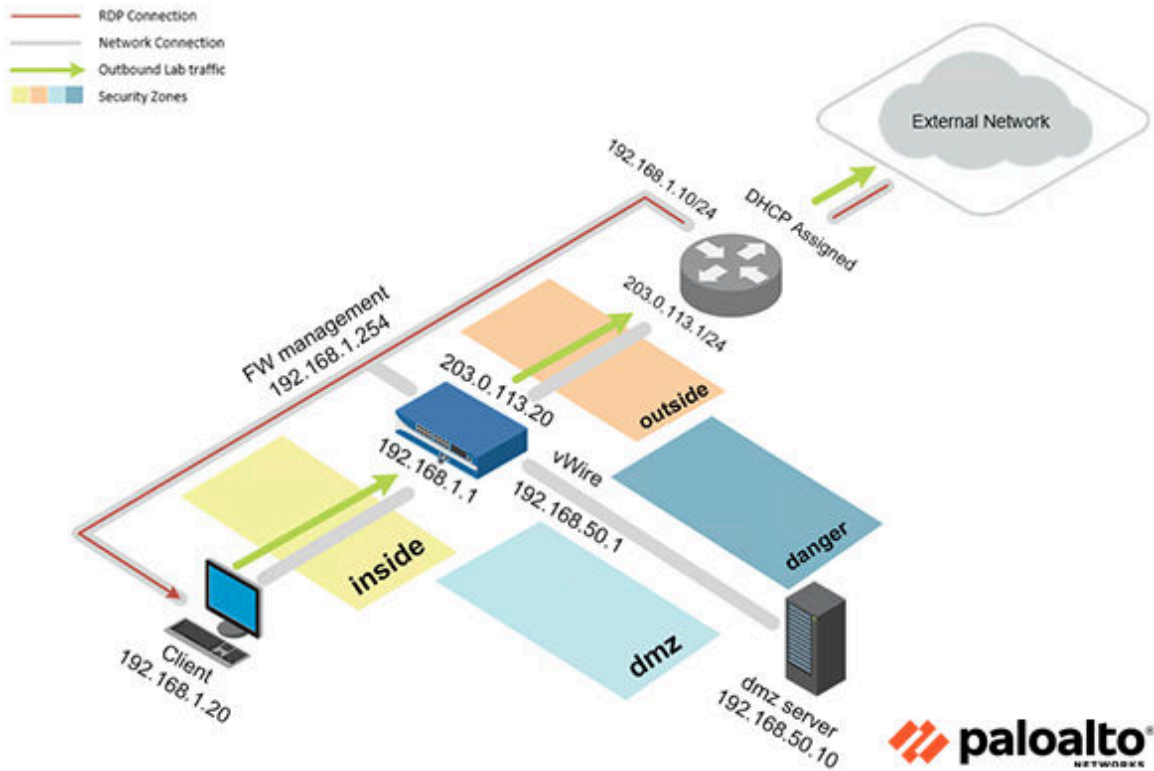 RDP Connection
Network Connection
Outbound Lab traffic
Security Zones
External Network
192.168.1.10/24
DHCP Assigned
203.0.113.1/24
FW management
192.168.1.254
203.0.113.20
outside
192.168.1.1
vWire
192.168.50.1
danger
inside
dmz
Client
192.168.1.20
dmz server
192.168.50.10
paloalto®
NETWORKS